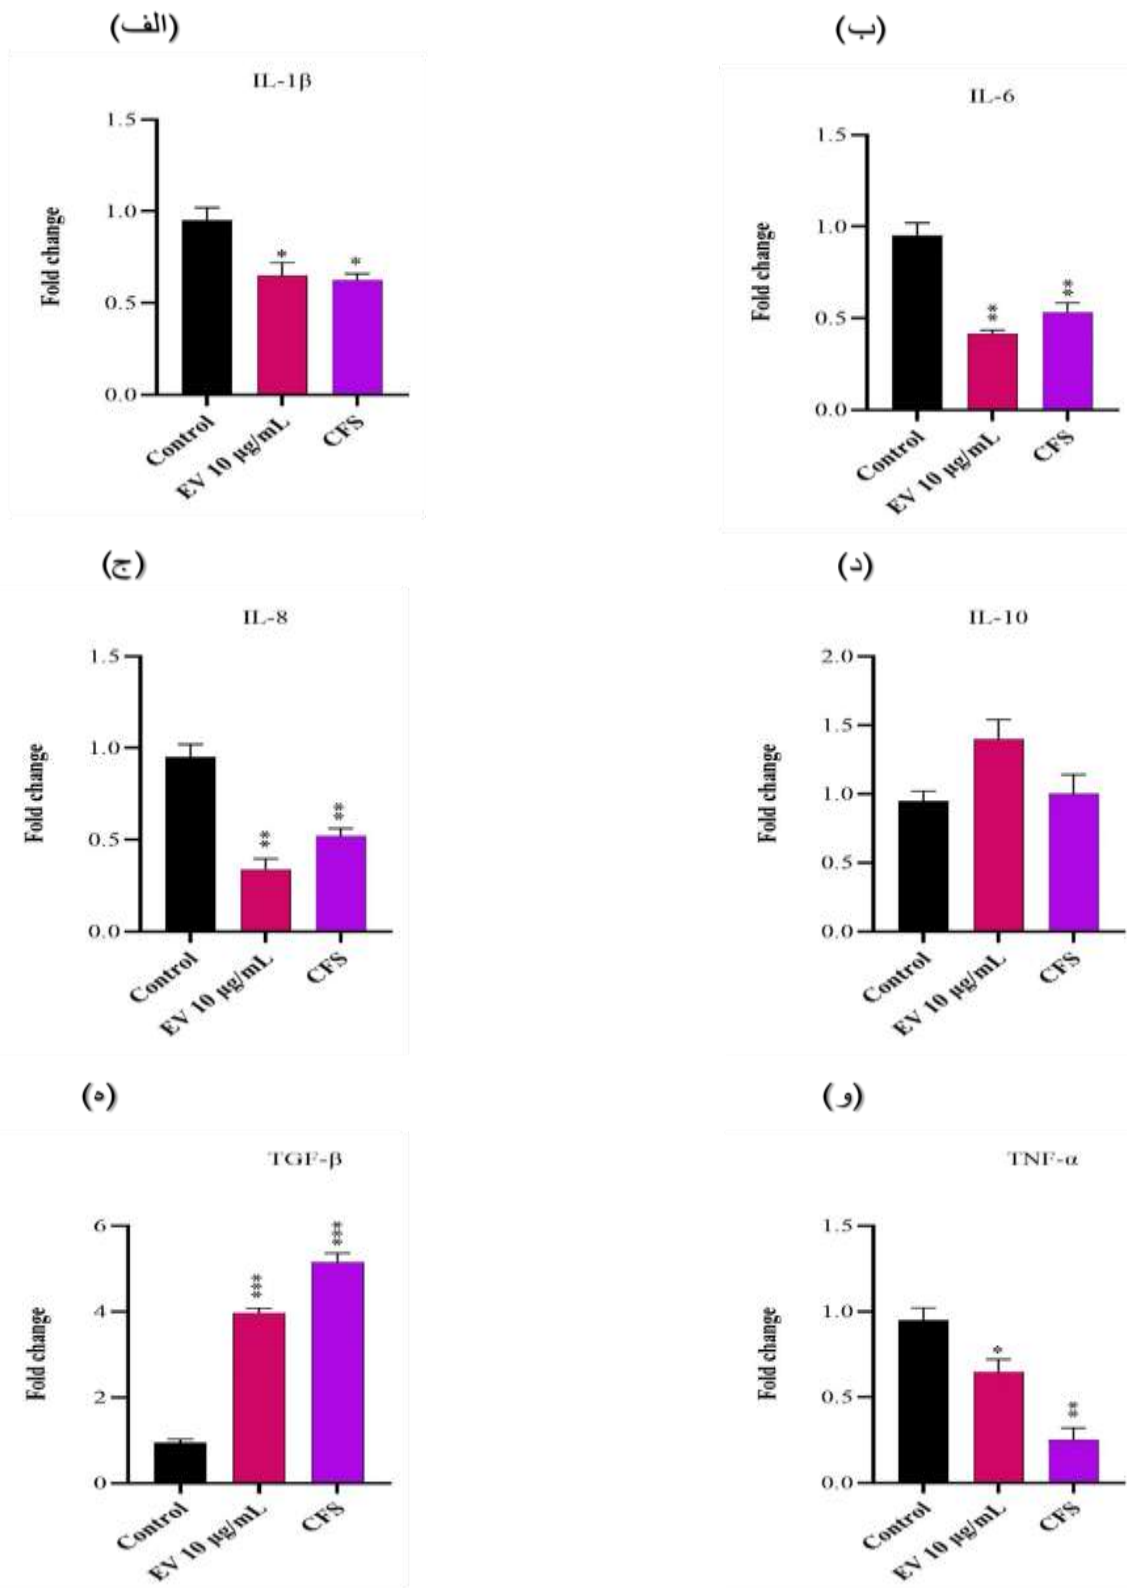 (الف)
IL-1β
1.5
1.0
0.5
0.0
Fold change
*
*
Control
EV 10 μg/mL
CFS
(ب)
IL-6
1.5
1.0
0.5
0.0
Fold change
**
**
Control
EV 10 μg/mL
CFS
(ج)
IL-8
1.5
1.0
0.5
0.0
Fold change
**
**
Control
EV 10 μg/mL
CFS
(د)
IL-10
2.0
1.5
1.0
0.5
0.0
Fold change
Control
EV 10 μg/mL
CFS
(ه)
TGF-β
6
4
2
0
Fold change
***
***
Control
EV 10 μg/mL
CFS
(و)
TNF-α
1.5
1.0
0.5
0.0
Fold change
*
**
Control
EV 10 μg/mL
CFS